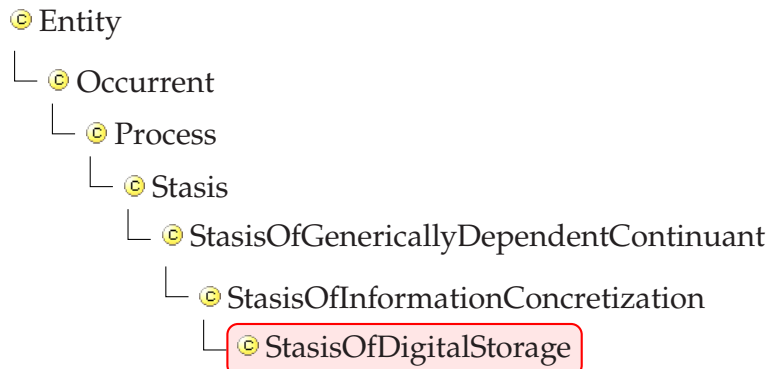 Entity
Occurrent
Process
Stasis
StasisOfGenericallyDependentContinuant
StasisOfInformationConcretization
StasisOfDigitalStorage